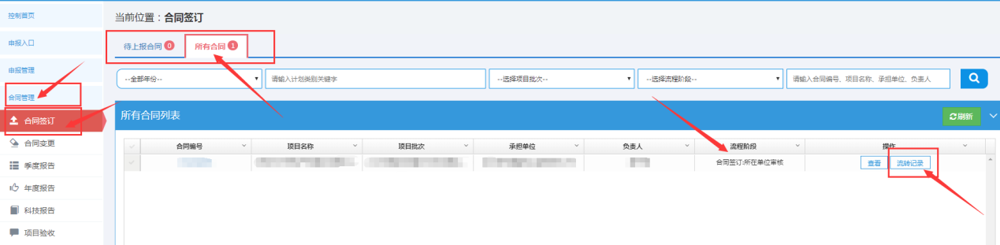 控制首页
申报入口
申报管理
合同管理
合同签订
合同变更
季度报告
年度报告
科技报告
项目验收
当前位置：合同签订
待上报合同 0 所有合同 1
--全部年份-- 请输入计划类别关键字 --选择项目批次-- --选择流程阶段-- 请输入合同编号、项目名称、承担单位、负责人
所有合同列表 刷新
合同编号 项目名称 项目批次 承担单位 负责人 流程阶段 操作
合同签订:所在单位审核 查看 流转记录